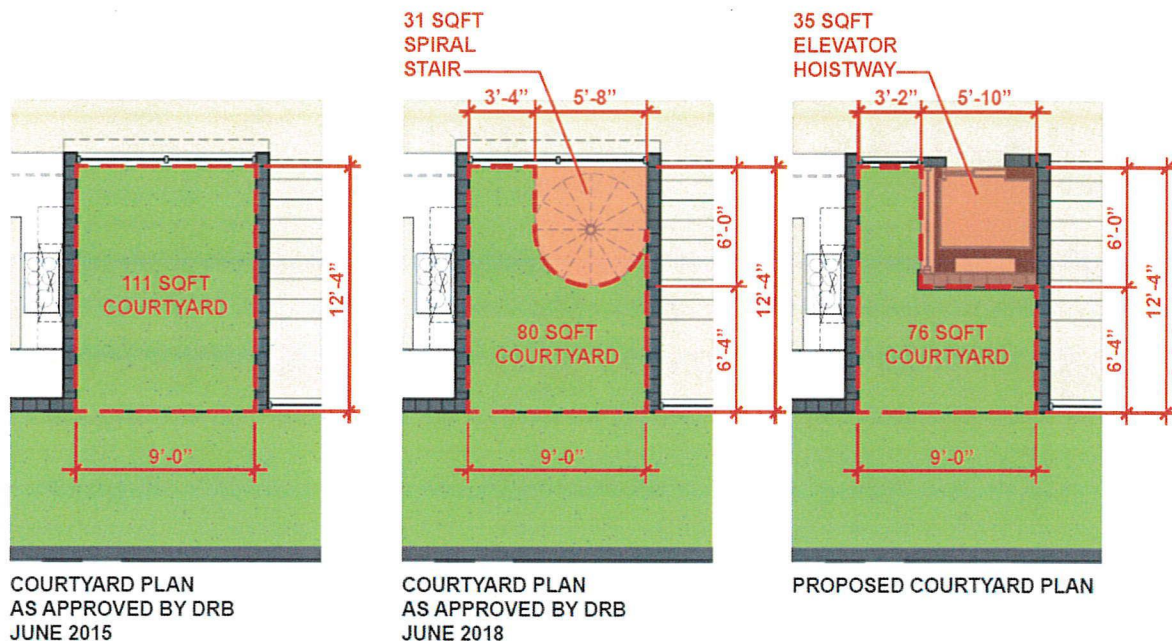 111 SQFT
COURTYARD
12'-4"
9'-0"
COURTYARD PLAN
AS APPROVED BY DRB
JUNE 2015
31 SQFT
SPIRAL
STAIR
3'-4"
5'-8"
6'-0"
12'-4"
80 SQFT
COURTYARD
6'-4"
9'-0"
COURTYARD PLAN
AS APPROVED BY DRB
JUNE 2018
35 SQFT
ELEVATOR
HOISTWAY
3'-2"
5'-10"
6'-0"
12'-4"
76 SQFT
COURTYARD
6'-4"
9'-0"
PROPOSED COURTYARD PLAN